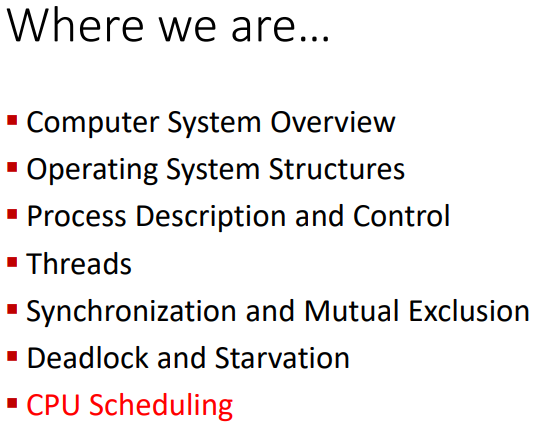 Where we are…
▪ Computer System Overview
▪ Operating System Structures
▪ Process Description and Control
▪ Threads
▪ Synchronization and Mutual Exclusion
▪ Deadlock and Starvation
▪ CPU Scheduling